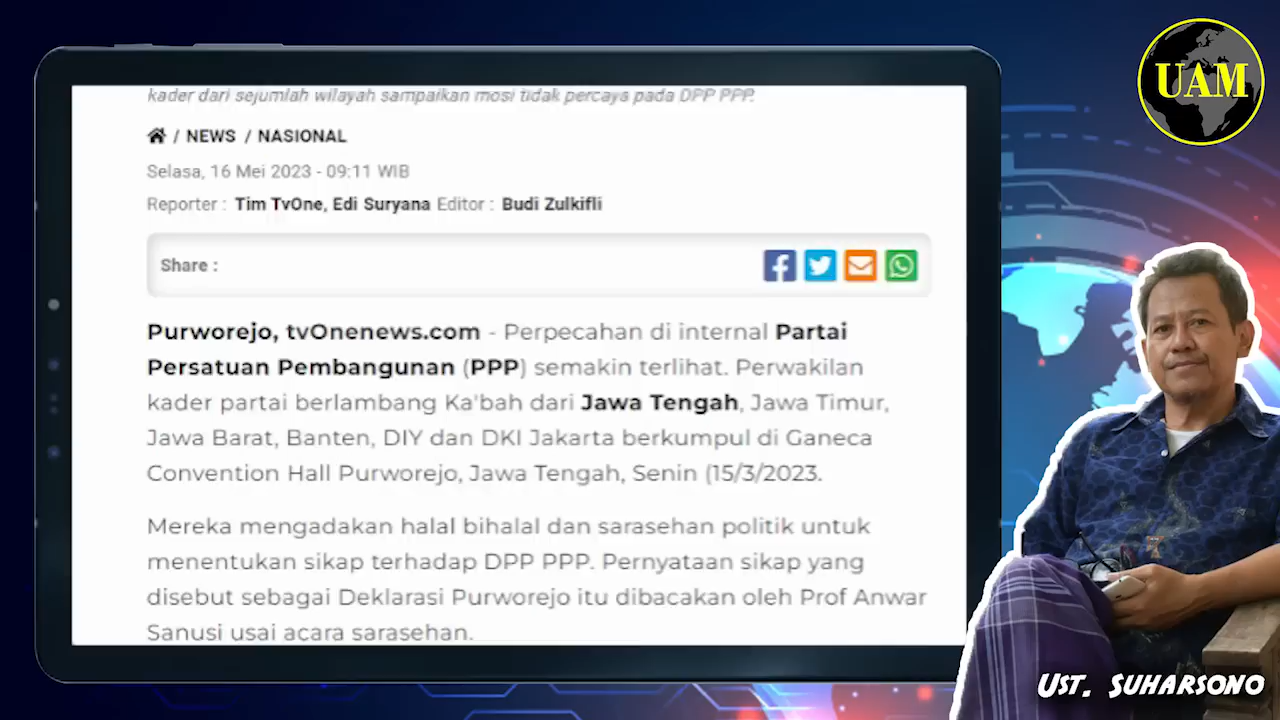 kader dari sejumlah wilayah sampaikan mosi tidak percaya pada DPP PPP.
/ NEWS / NASIONAL
Selasa, 16 Mei 2023 - 09:11 WIB
Reporter : Tim TvOne, Edi Suryana Editor : Budi Zulkifli
Share :
Purworejo, tvOnenews.com - Perpecahan di internal Partai
Persatuan Pembangunan (PPP) semakin terlihat. Perwakilan
kader partai berlambang Ka'bah dari Jawa Tengah, Jawa Timur,
Jawa Barat, Banten, DIY dan DKI Jakarta berkumpul di Ganeca
Convention Hall Purworejo, Jawa Tengah, Senin (15/3/2023.
Mereka mengadakan halal bihalal dan sarasehan politik untuk
menentukan sikap terhadap DPP PPP. Pernyataan sikap yang
disebut sebagai Deklarasi Purworejo itu dibacakan oleh Prof Anwar
Sanusi usai acara sarasehan.
UAM
Ust. Suharsono